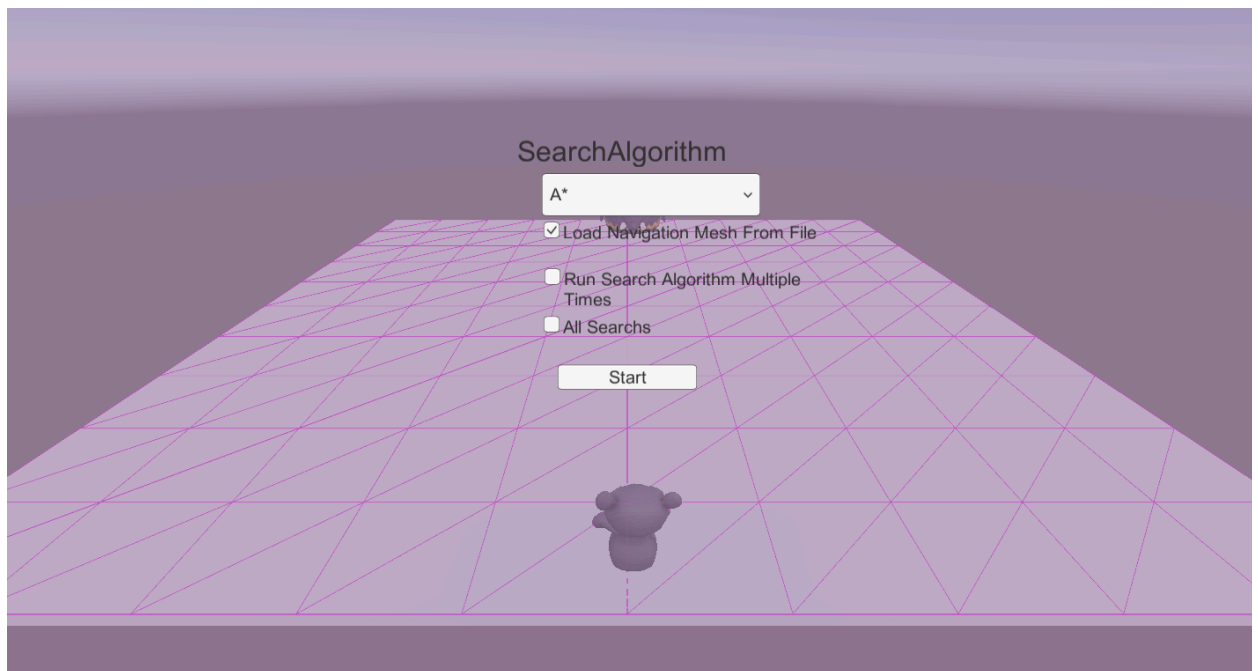 SearchAlgorithm
A*
Load Navigation Mesh From File
Run Search Algorithm Multiple
Times
All Searchs
Start